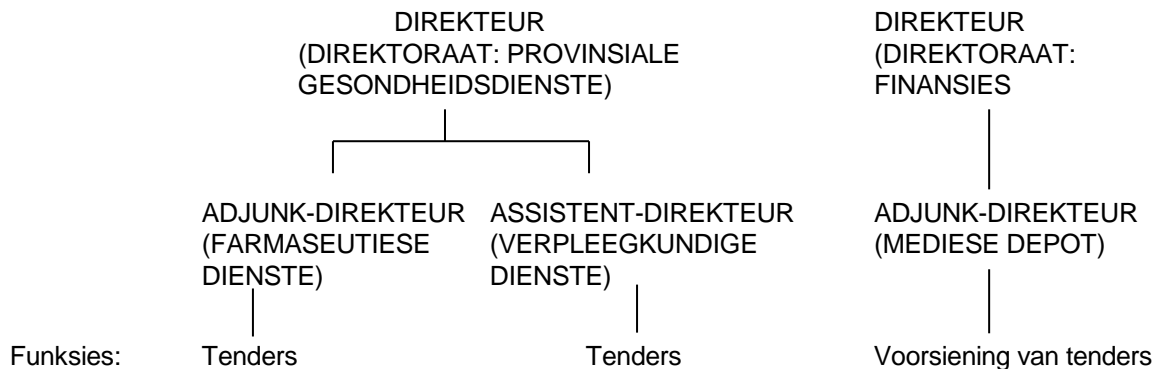 DIREKTEUR
(DIREKTORAAT: PROVINSIALE
GESONDHEIDSDIENSTE)
DIREKTEUR
(DIREKTORAAT:
FINANSIES
ADJUNK-DIREKTEUR
(FARMASEUTIESE
DIENSTE)
ASSISTENT-DIREKTEUR
(VERPLEEGKUNDIGE
DIENSTE)
ADJUNK-DIREKTEUR
(MEDIESE DEPOT)
Funksies: Tenders Tenders Voorsiening van tenders